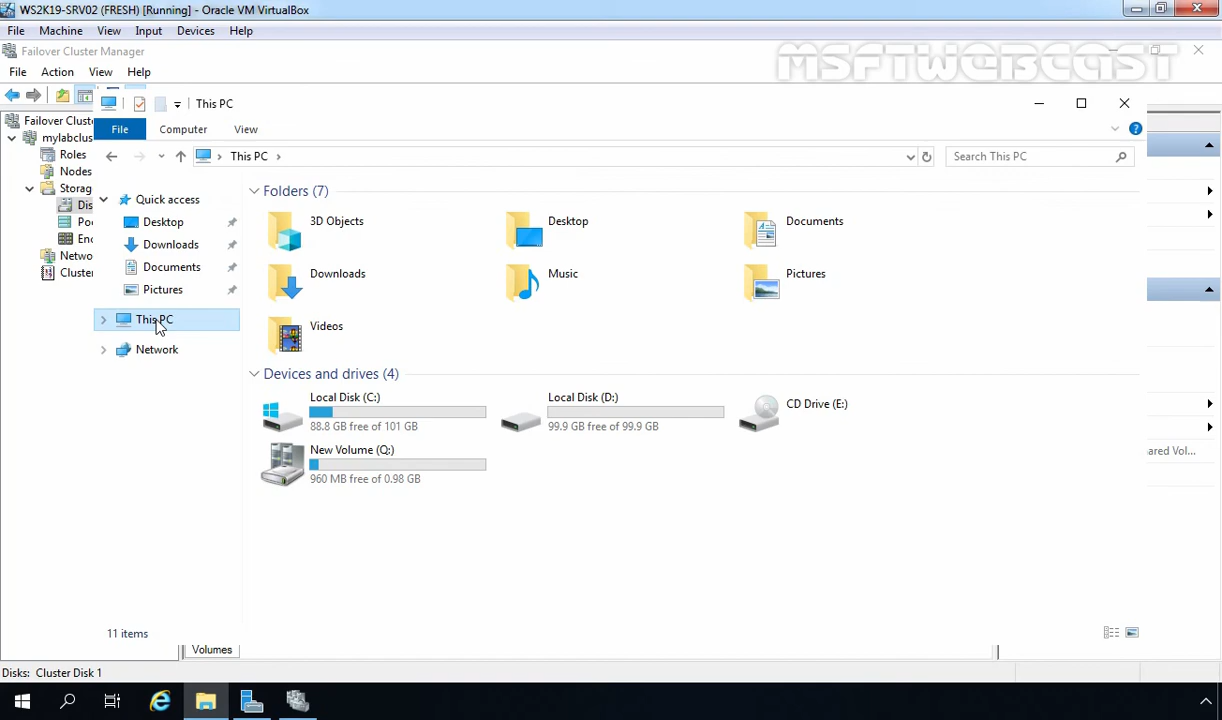 WS2K19-SRV02 (FRESH) [Running] - Oracle VM VirtualBox
File Machine View Input Devices Help
Failover Cluster Manager
MSFTWEBCAST
File Action View Help
This PC
File Computer View
This PC
Search This PC
Failover Cluste
mylabclus
Roles
Nodes
Storag
Dis
Po
Enc
Netwo
Cluster
Quick access
Desktop
Downloads
Documents
Pictures
This PC
Network
Folders (7)
3D Objects
Desktop
Documents
Downloads
Music
Pictures
Videos
Devices and drives (4)
Local Disk (C:)
88.8 GB free of 101 GB
Local Disk (D:)
99.9 GB free of 99.9 GB
CD Drive (E:)
New Volume (Q:)
960 MB free of 0.98 GB
ared Vol...
11 items
Volumes
Disks: Cluster Disk 1